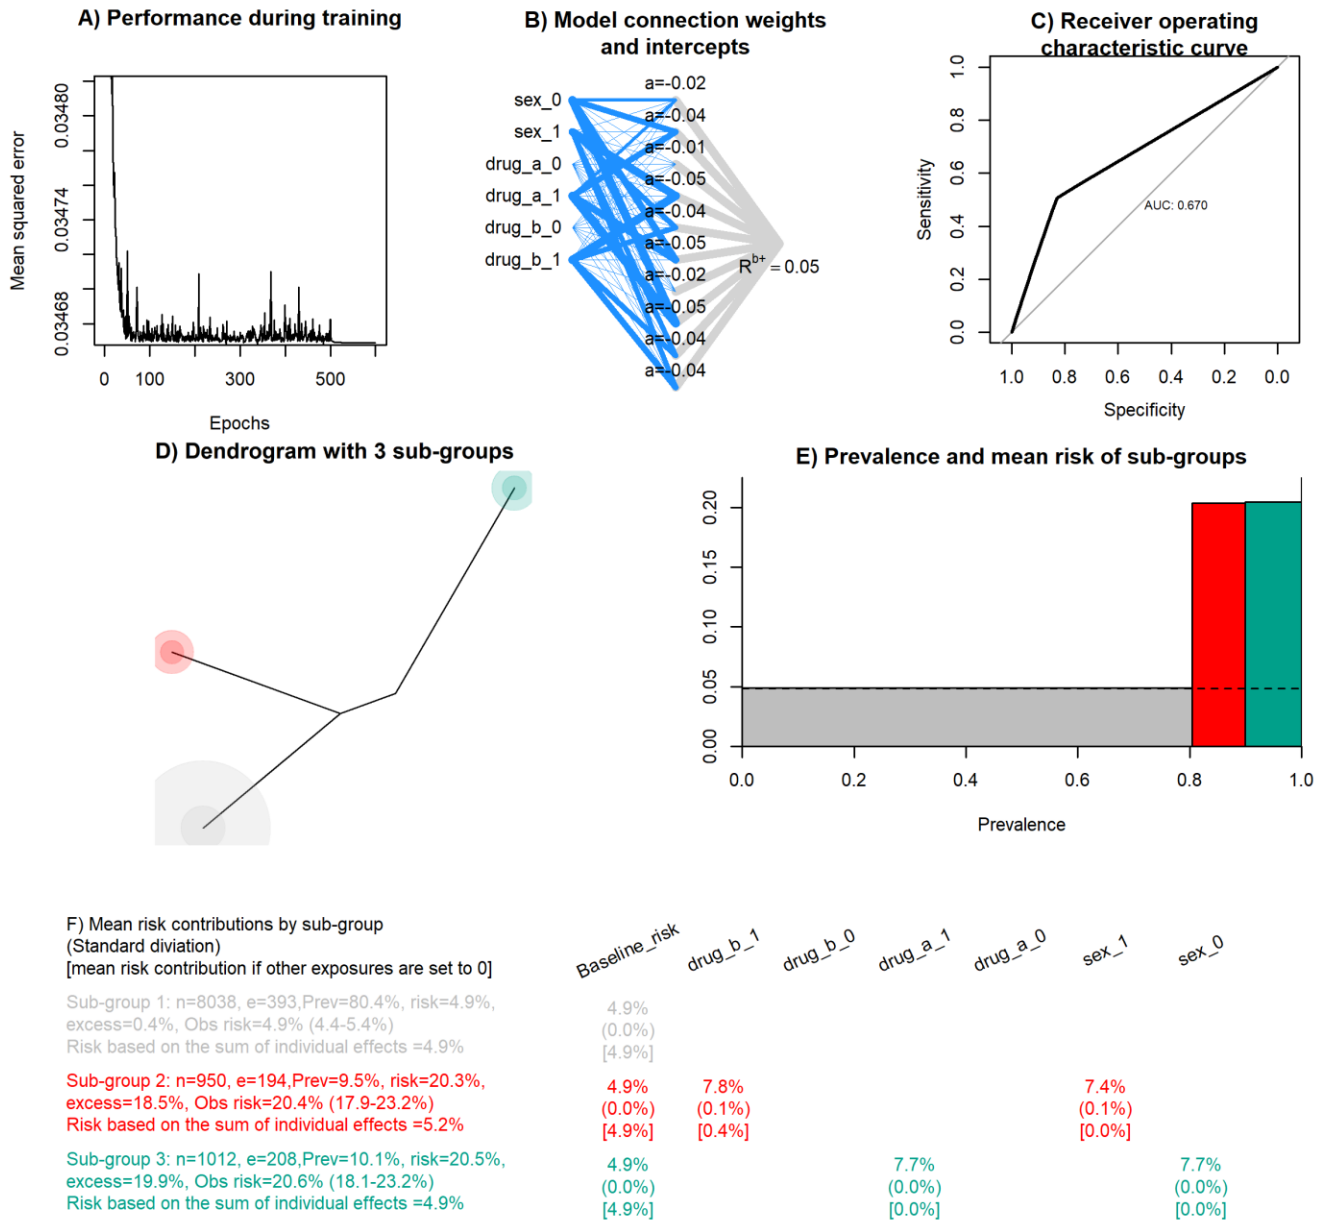 A) Performance during training
Mean squared error
0.03468 0.03474 0.03480
0 100 300 500
Epochs
B) Model connection weights
and intercepts
sex_0
sex_1
drug_a_0
drug_a_1
drug_b_0
drug_b_1
a=-0.02
a=-0.04
a=-0.01
a=-0.05
a=-0.04
a=-0.05
a=-0.02
a=-0.05
a=-0.04
a=-0.04
R^b+ = 0.05
C) Receiver operating
characteristic curve
Sensitivity
0.0 0.2 0.4 0.6 0.8 1.0
AUC: 0.670
1.0 0.8 0.6 0.4 0.2 0.0
Specificity
D) Dendrogram with 3 sub-groups
E) Prevalence and mean risk of sub-groups
0.00 0.05 0.10 0.15 0.20
0.0 0.2 0.4 0.6 0.8 1.0
Prevalence
F) Mean risk contributions by sub-group
(Standard diviation)
[mean risk contribution if other exposures are set to 0]
Baseline_risk drug_b_1 drug_b_0 drug_a_1 drug_a_0 sex_1 sex_0
Sub-group 1: n=8038, e=393,Prev=80.4%, risk=4.9%,
excess=0.4%, Obs risk=4.9% (4.4-5.4%)
Risk based on the sum of individual effects =4.9%
4.9%
(0.0%)
[4.9%]
Sub-group 2: n=950, e=194,Prev=9.5%, risk=20.3%,
excess=18.5%, Obs risk=20.4% (17.9-23.2%)
Risk based on the sum of individual effects =5.2%
4.9% 7.8% 7.4%
(0.0%) (0.1%) (0.1%)
[4.9%] [0.4%] [0.0%]
Sub-group 3: n=1012, e=208,Prev=10.1%, risk=20.5%,
excess=19.9%, Obs risk=20.6% (18.1-23.2%)
Risk based on the sum of individual effects =4.9%
4.9% 7.7% 7.7%
(0.0%) (0.0%) (0.0%)
[4.9%] [0.0%] [0.0%]